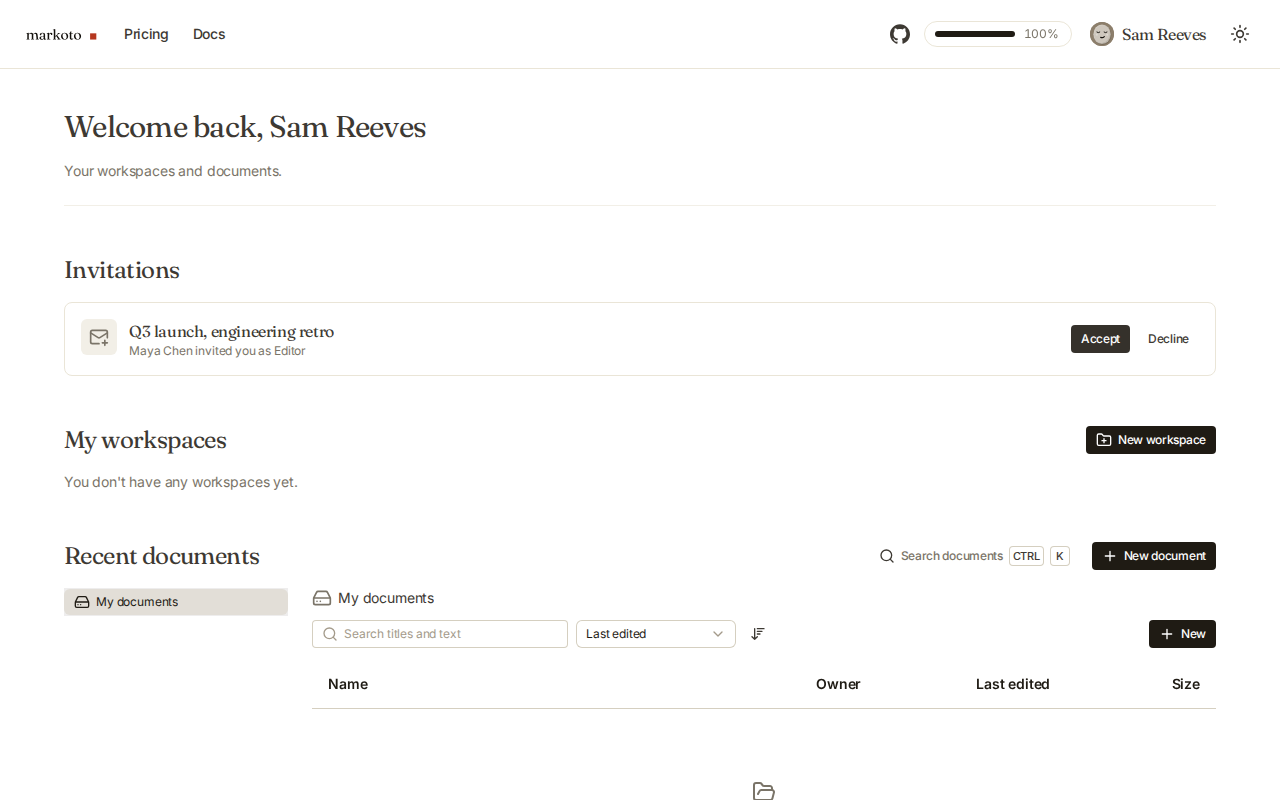 markoto
Pricing
Docs
100%
Sam Reeves
Welcome back, Sam Reeves
Your workspaces and documents.
Invitations
Q3 launch, engineering retro
Maya Chen invited you as Editor
Accept
Decline
My workspaces
New workspace
You don't have any workspaces yet.
Recent documents
Search documents CTRL K
New document
My documents
My documents
Search titles and text
Last edited
New
Name Owner Last edited Size